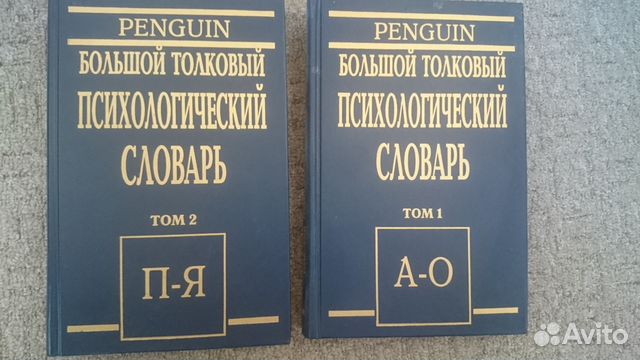 PENGUIN
БОЛЬШОЙ ТОЛКОВЫЙ
ПСИХОЛОГИЧЕСКИЙ
СЛОВАРЬ
ТОМ 2
П-Я
PENGUIN
БОЛЬШОЙ ТОЛКОВЫЙ
ПСИХОЛОГИЧЕСКИЙ
СЛОВАРЬ
ТОМ 1
А-О
Avito